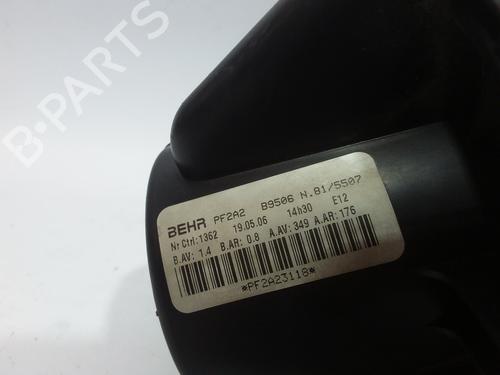 B-PARTS
BEHR PF2A2 B9506 N.81/5507
Nr Ctrl:1362 19.05.06 14h30 E12
B.AV: 1.4 B.AR: 0.8 A.AV: 349 A.AR: 176
*PF2A23118*